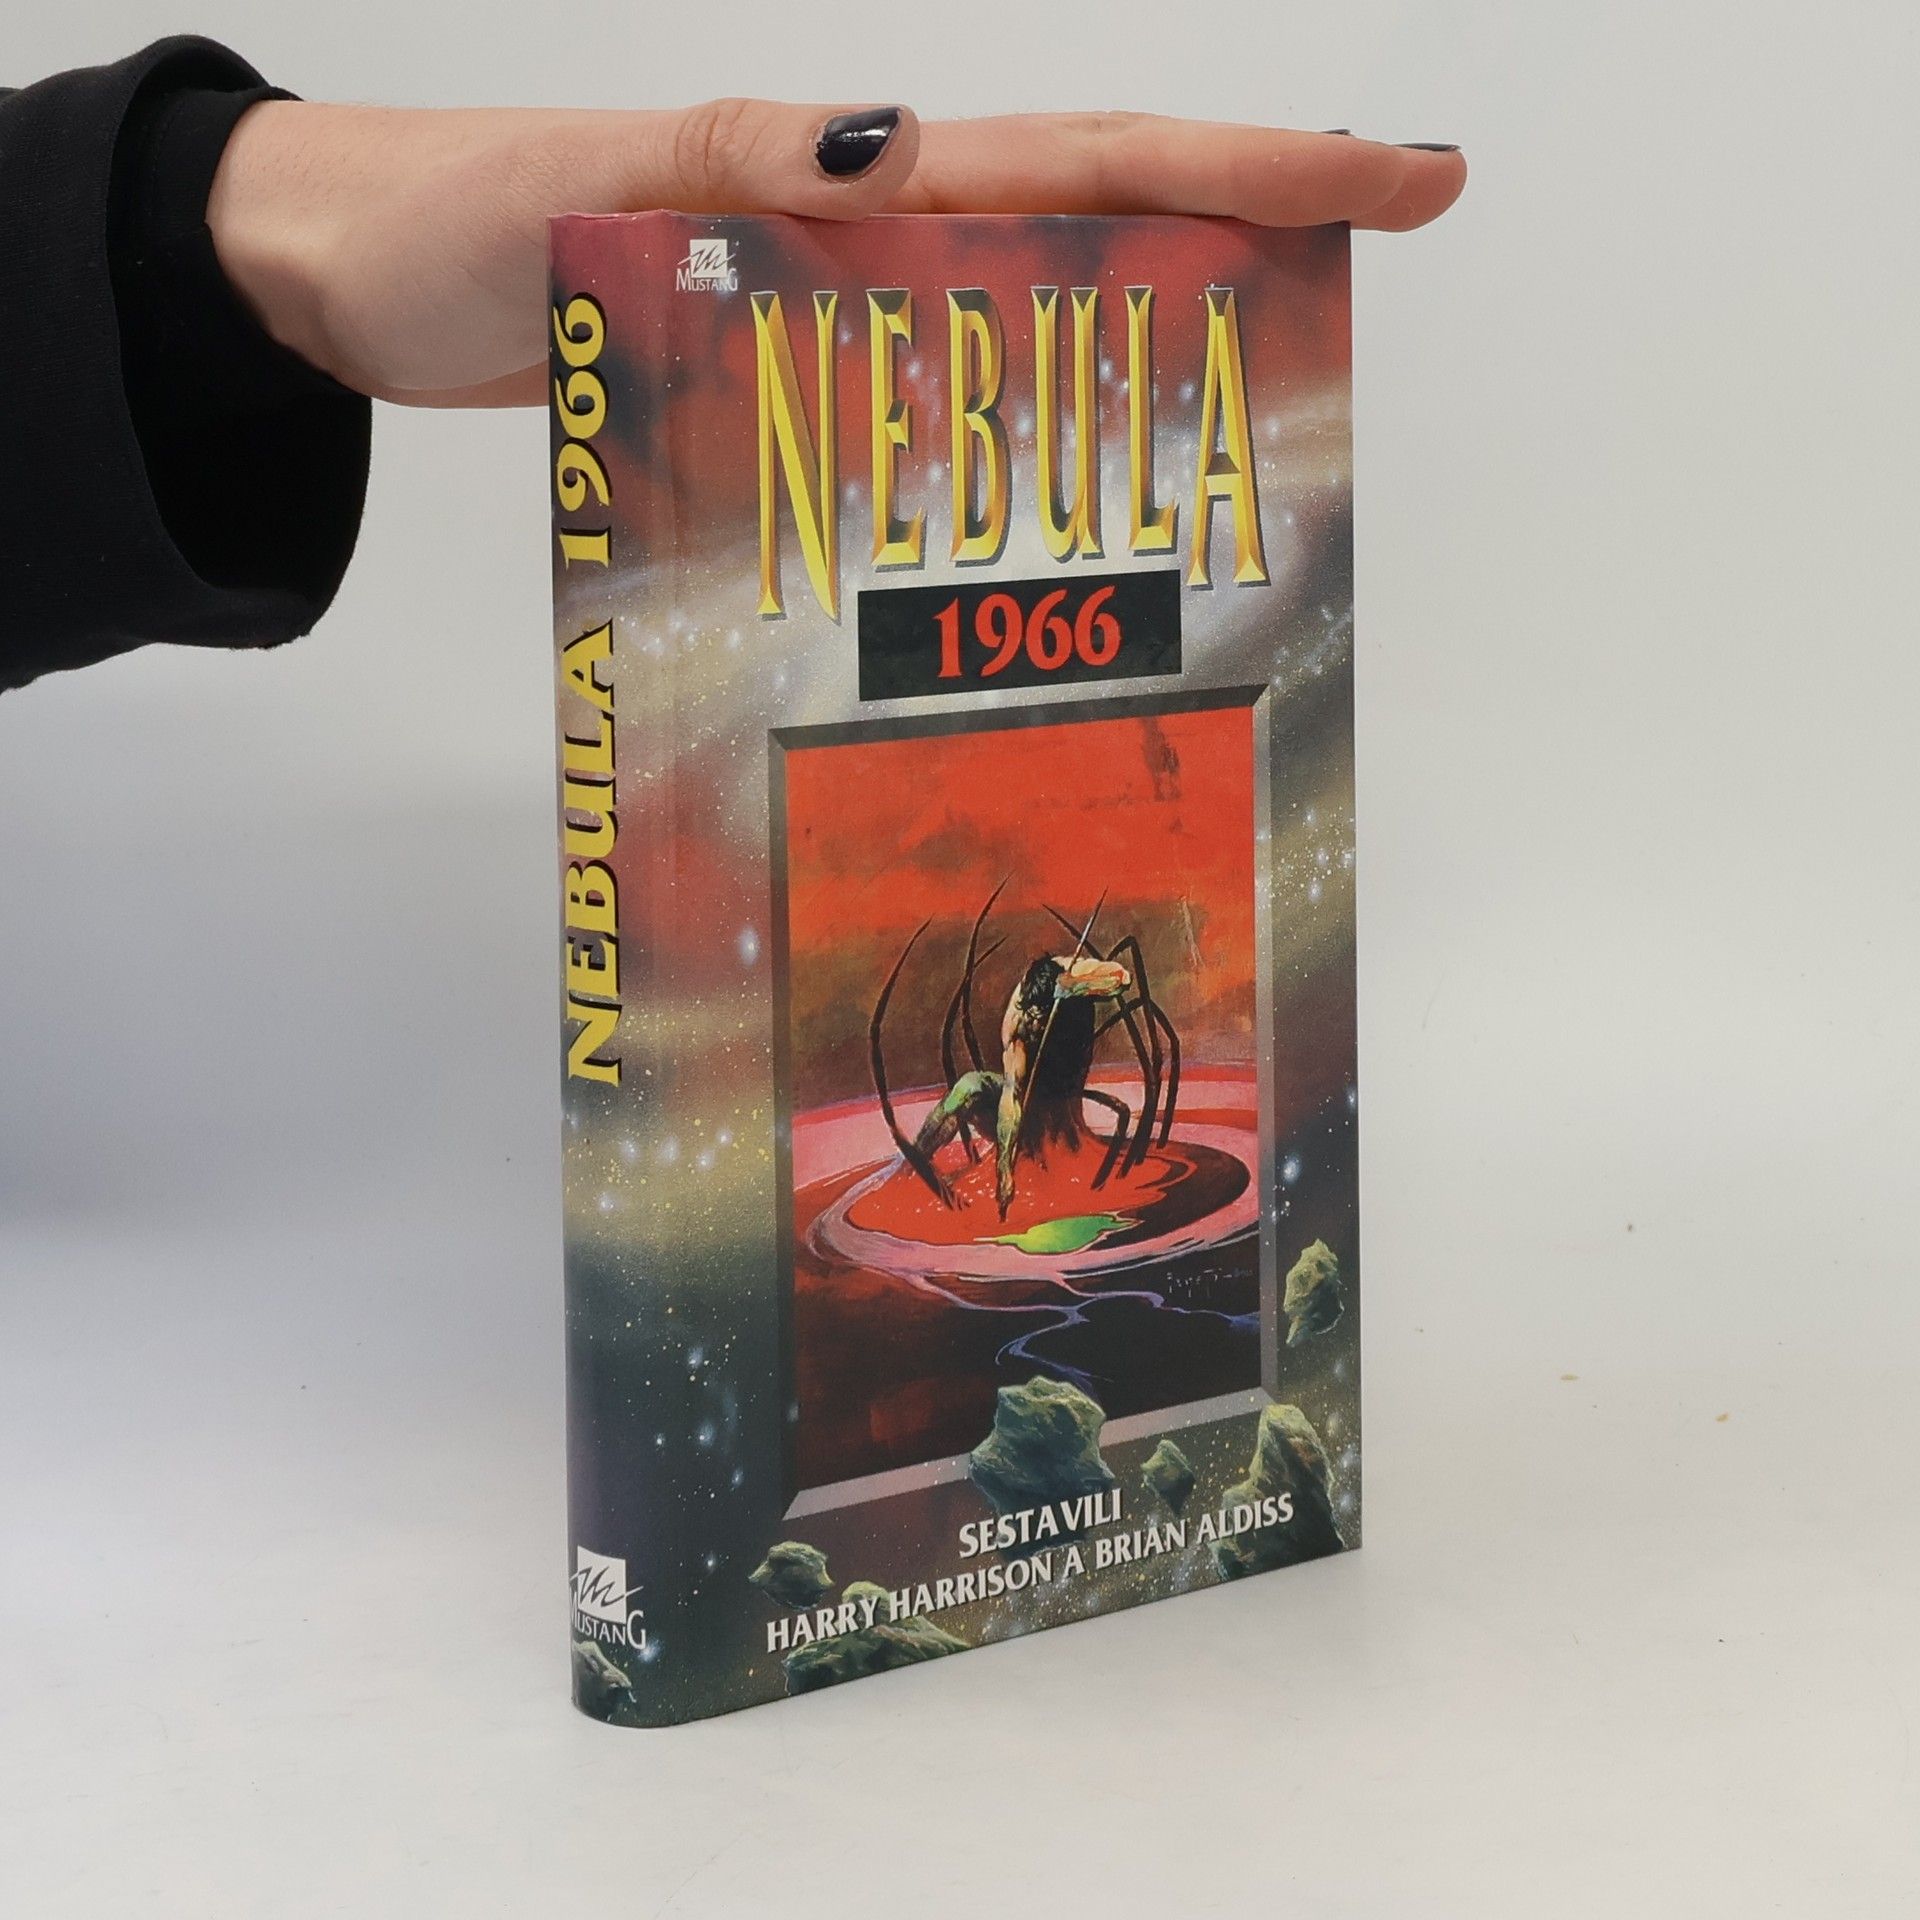 MUSTANG
NEBULA
1966
SESTAVILI
HARRY HARRISON A BRIAN ALDISS
NEBULA 1966
MUSTANG